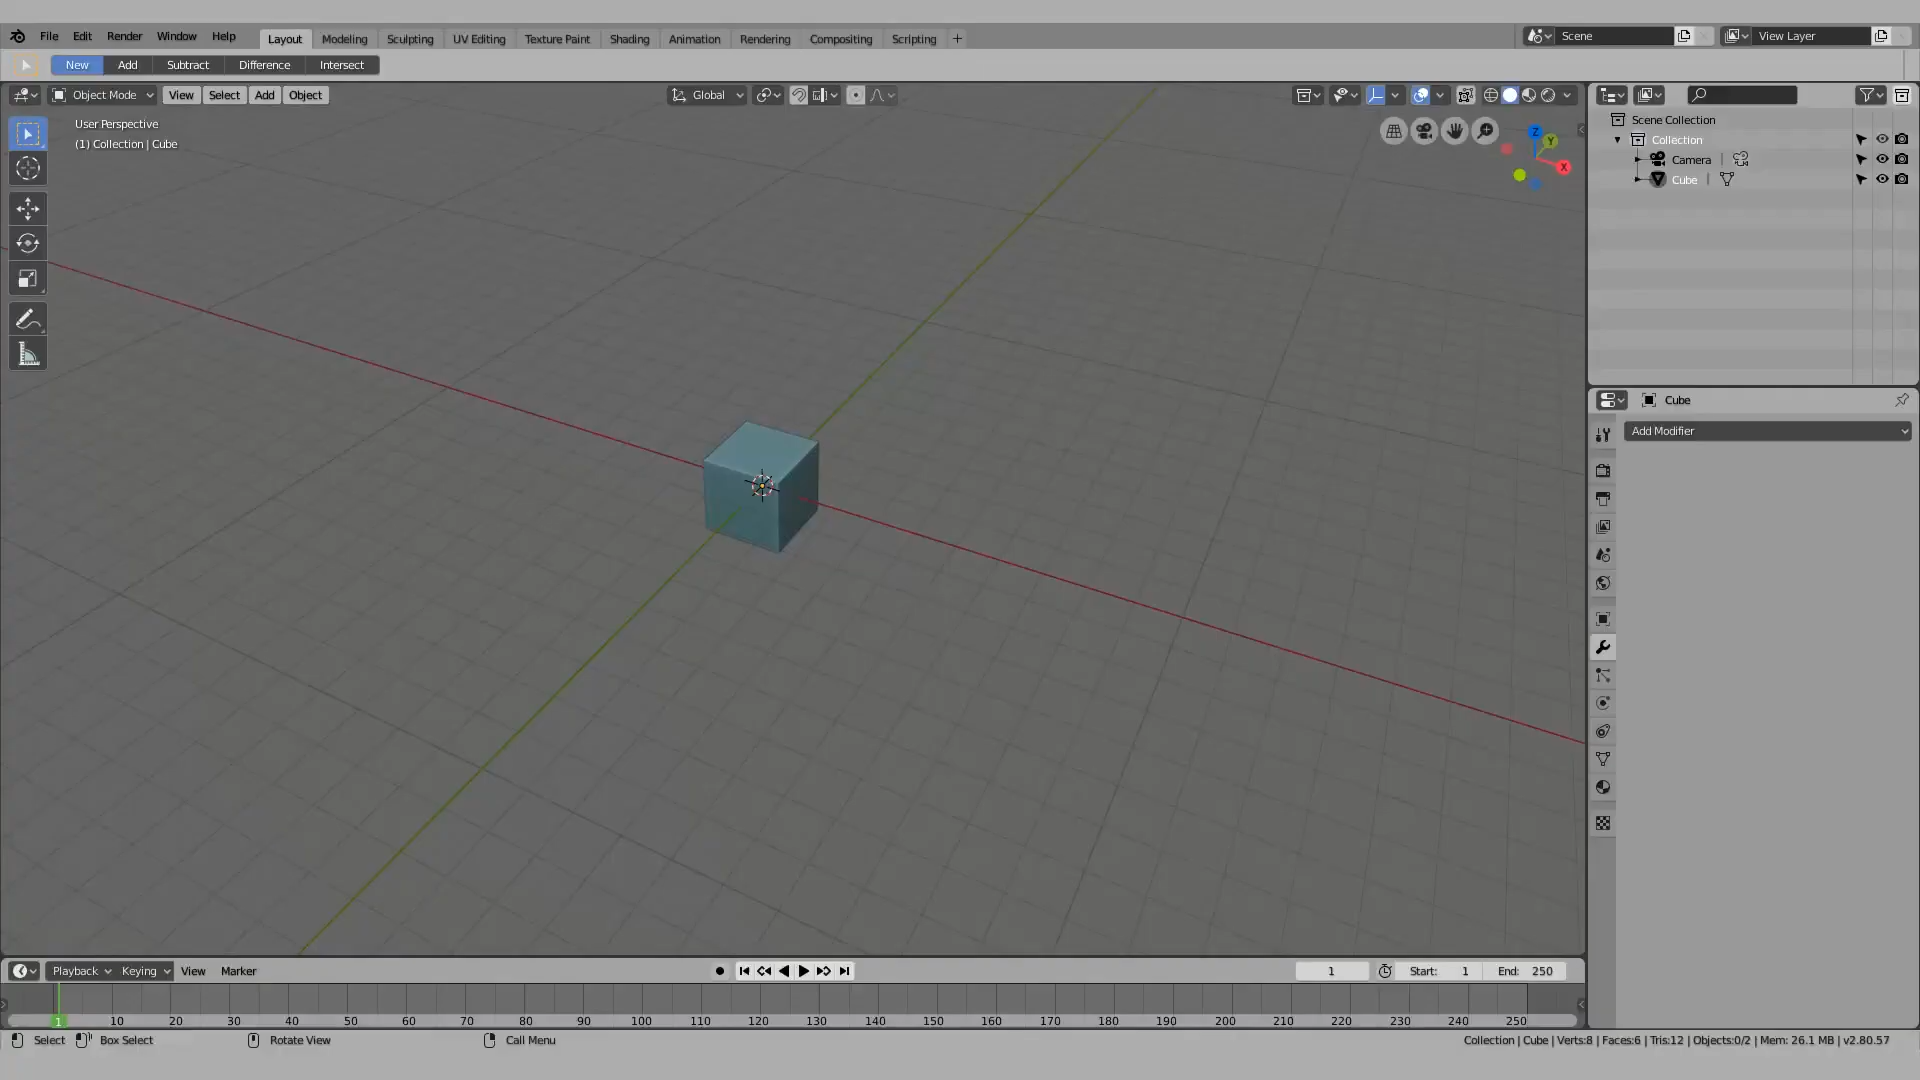 File Edit Render Window Help Layout Modeling Sculpting UV Editing Texture Paint Shading Animation Rendering Compositing Scripting + Scene View Layer
New Add Subtract Difference Intersect
Object Mode View Select Add Object Global
User Perspective
(1) Collection | Cube
Z
Y
X
Scene Collection
Collection
Camera
Cube
Cube
Add Modifier
Playback Keying View Marker 1 Start: 1 End: 250
1 10 20 30 40 50 60 70 80 90 100 110 120 130 140 150 160 170 180 190 200 210 220 230 240 250
Select Box Select Rotate View Call Menu Collection | Cube | Verts:8 | Faces:6 | Tris:12 | Objects:0/2 | Mem: 26.1 MB | v2.80.57